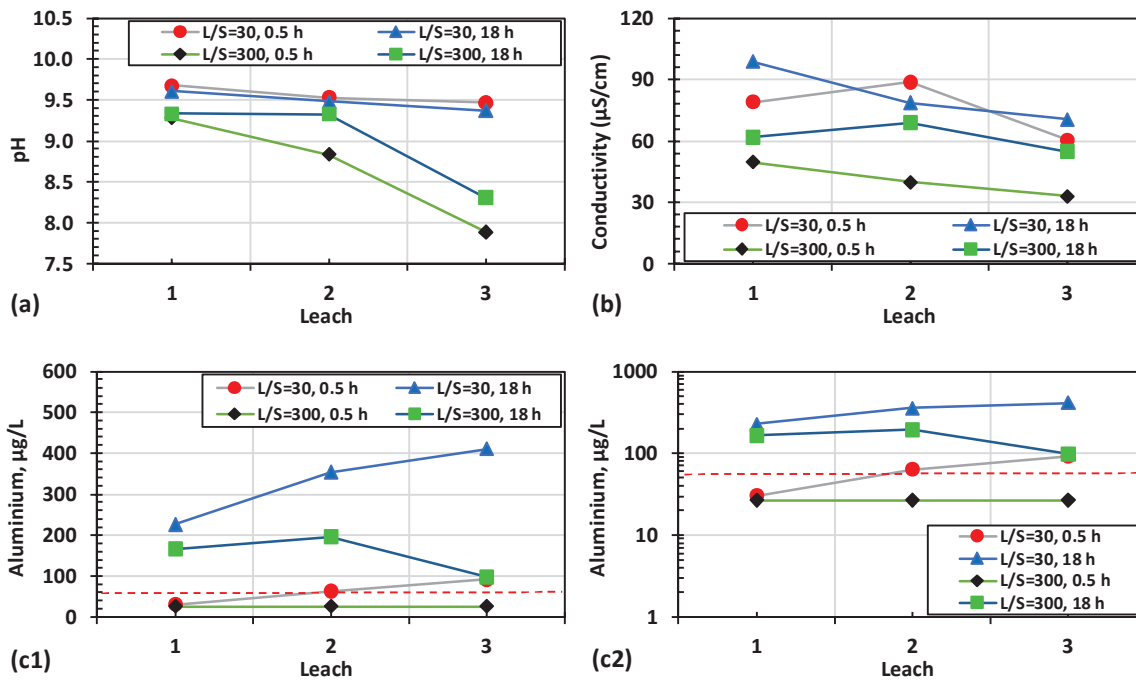 10.5
10.0
9.5
9.0
8.5
8.0
7.5
pH
L/S=30, 0.5 h
L/S=30, 18 h
L/S=300, 0.5 h
L/S=300, 18 h
1 2 3
Leach
(a)
120
90
60
30
0
Conductivity (µS/cm)
L/S=30, 0.5 h
L/S=30, 18 h
L/S=300, 0.5 h
L/S=300, 18 h
1 2 3
Leach
(b)
600
500
400
300
200
100
0
Aluminium, µg/L
L/S=30, 0.5 h
L/S=30, 18 h
L/S=300, 0.5 h
L/S=300, 18 h
1 2 3
Leach
(c1)
1000
100
10
1
Aluminium, µg/L
L/S=30, 0.5 h
L/S=30, 18 h
L/S=300, 0.5 h
L/S=300, 18 h
1 2 3
Leach
(c2)